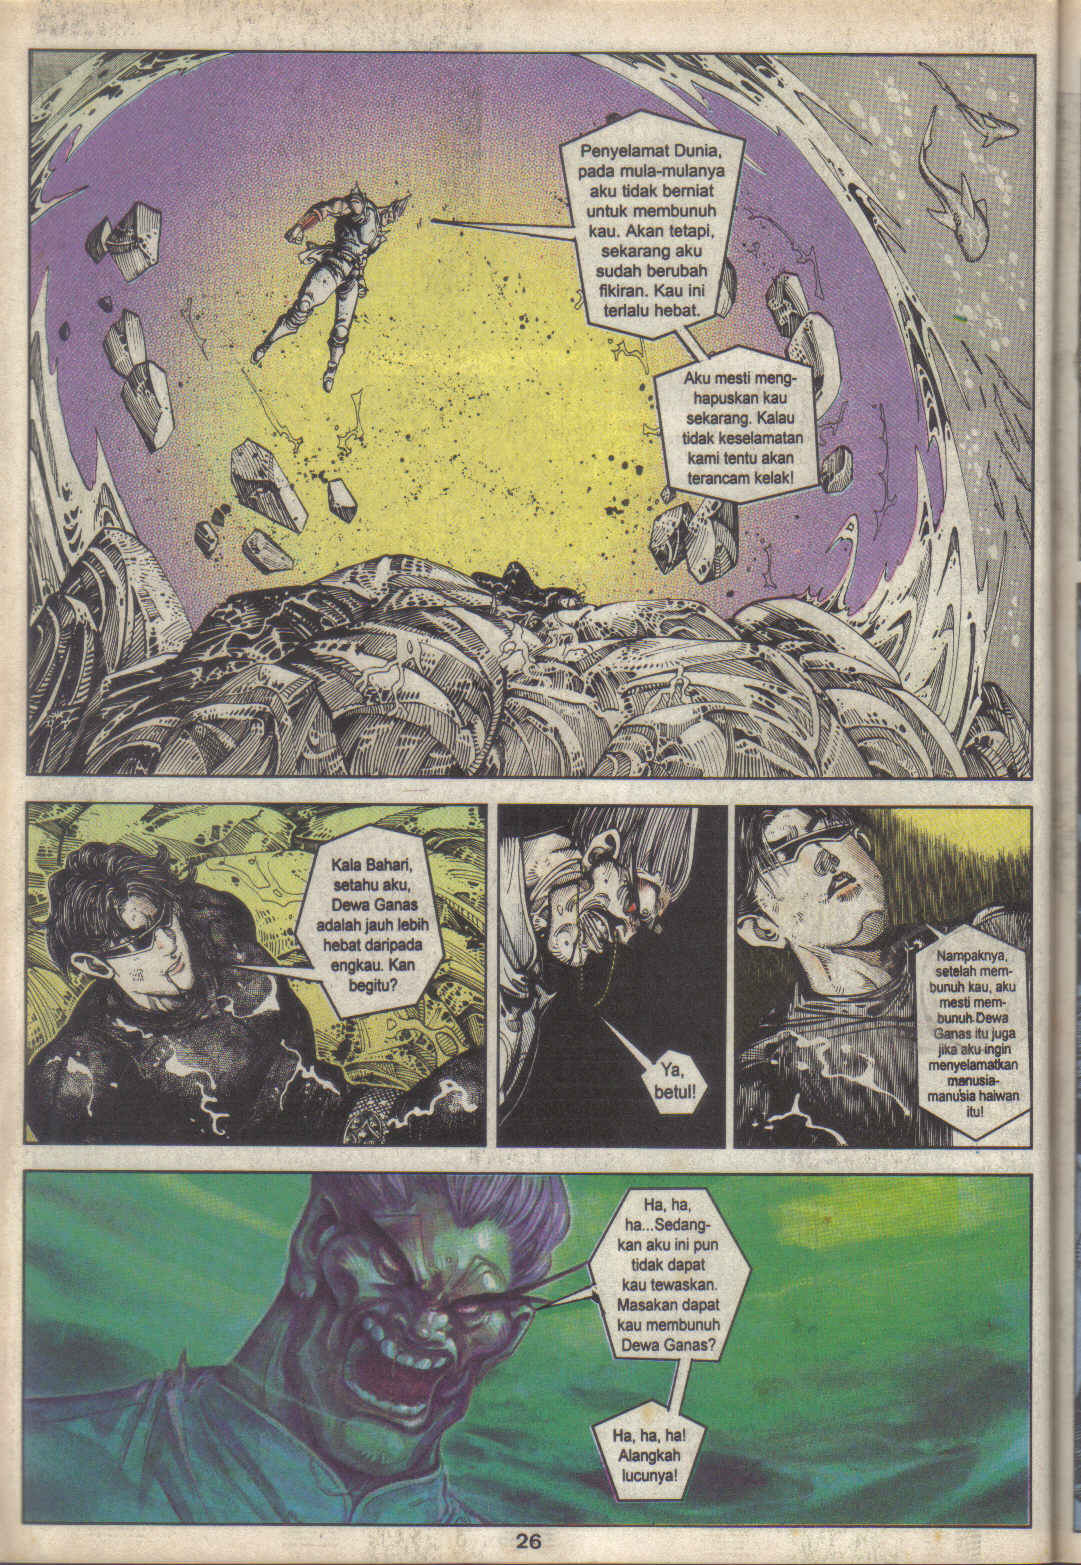 Penyelamat Dunia,
pada mula-mulanya
aku tidak berniat
untuk membunuh
kau. Akan tetapi,
sekarang aku
sudah berubah
fikiran. Kau ini
terlalu hebat.
Aku mesti meng-
hapuskan kau
sekarang. Kalau
tidak keselamatan
kami tentu akan
terancam kelak!
Kala Bahari,
setahu aku,
Dewa Ganas
adalah jauh lebih
hebat daripada
engkau. Kan
begitu?
Ya,
betul!
Nampaknya,
setelah mem-
bunuh kau, aku
mesti mem-
bunuh Dewa
Ganas itu juga
jika aku ingin
menyelamatkan
manusia-
manusia haiwan
itu!
Ha, ha,
ha...Sedang-
kan aku ini pun
tidak dapat
kau tewaskan.
Masakan dapat
kau membunuh
Dewa Ganas?
Ha, ha, ha!
Alangkah
lucunya!
26